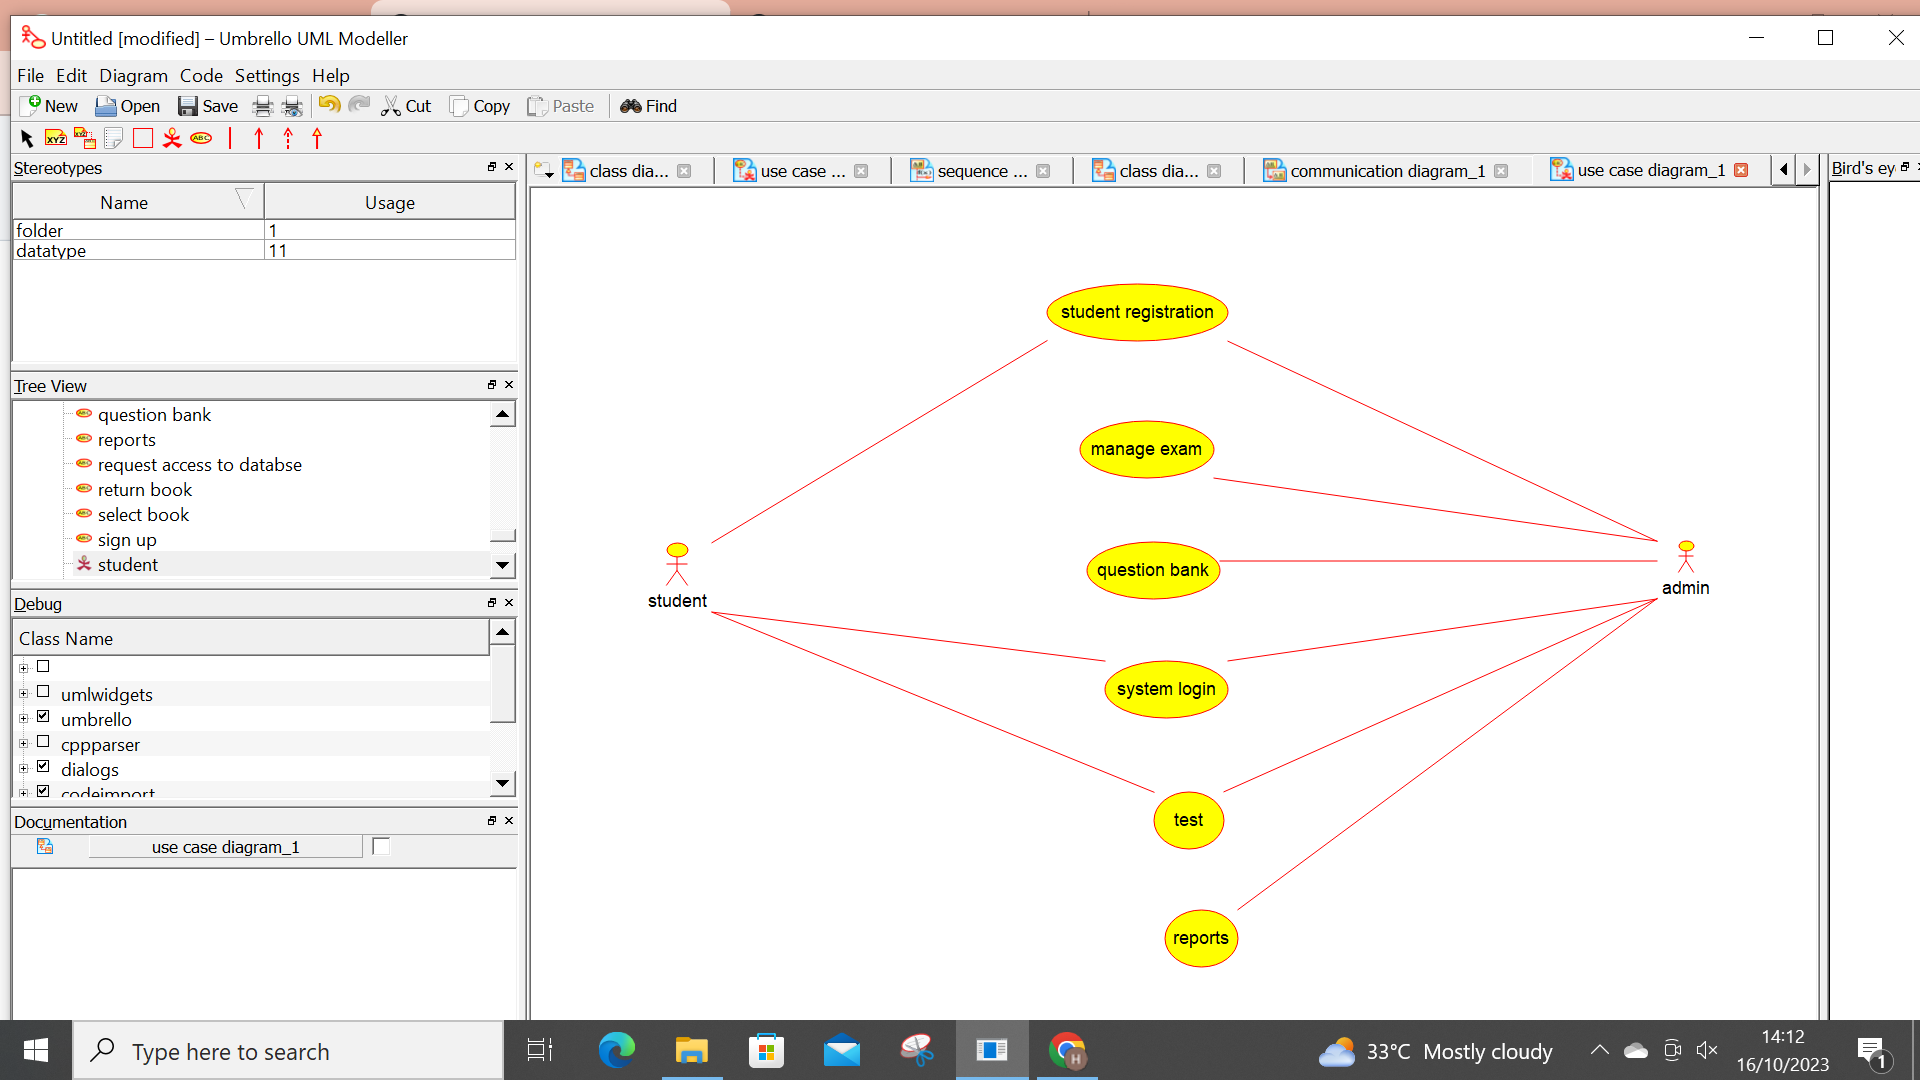 Untitled [modified] – Umbrello UML Modeller
File Edit Diagram Code Settings Help
New Open Save Cut Copy Paste Find
XYZ XYZ ABC
Stereotypes
Name Usage
folder 1
datatype 11
Tree View
question bank
reports
request access to databse
return book
select book
sign up
student
Debug
Class Name
umlwidgets
umbrello
cppparser
dialogs
codeimport
Documentation
use case diagram_1
class dia... use case ... sequence ... class dia... communication diagram_1 use case diagram_1
Bird's ey
student registration
manage exam
question bank
student
admin
system login
test
reports
Type here to search
H
33°C Mostly cloudy
14:12
16/10/2023
1